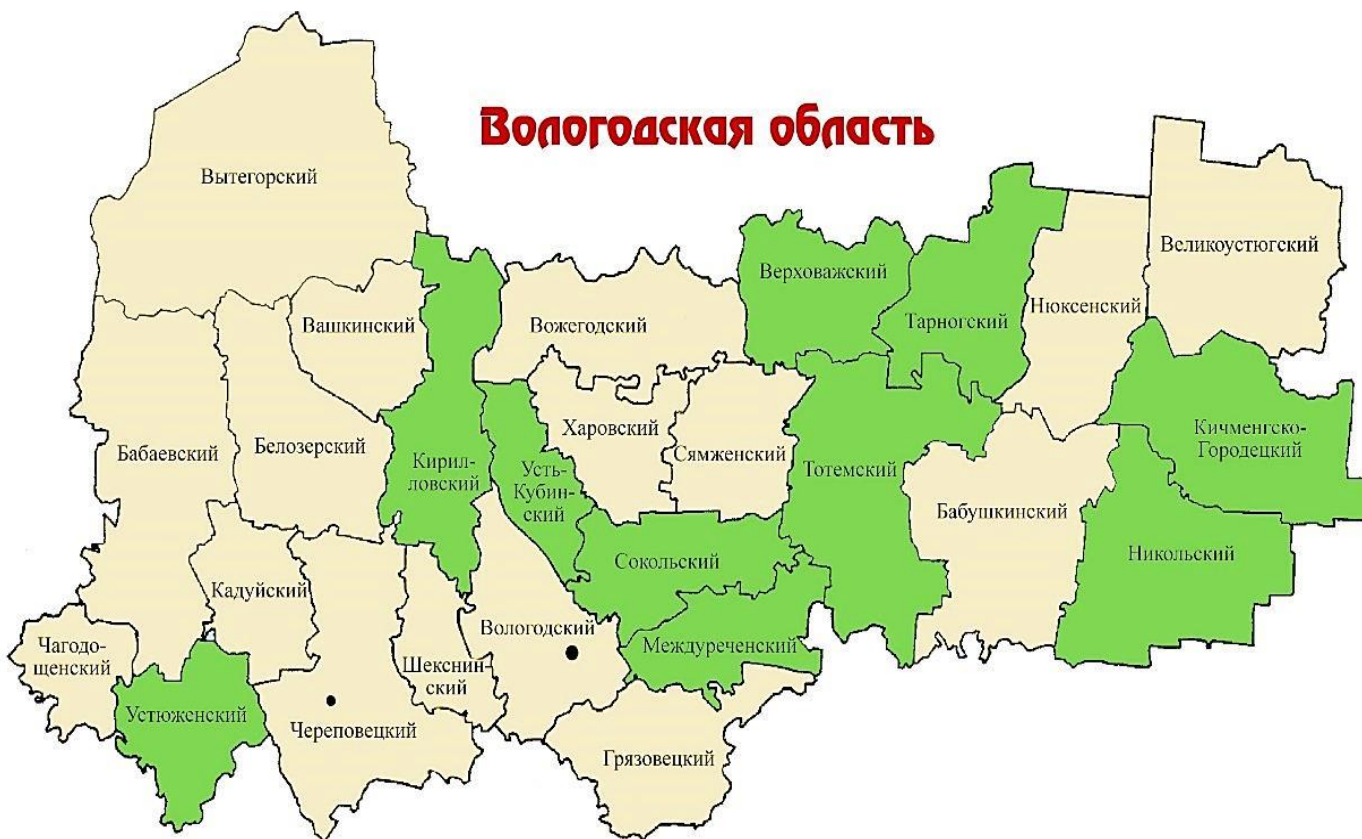 Вологодская область
Вытегорский
Великоустюгский
Верховажский
Нюксенский
Тарногский
Вашкинский
Вожегодский
Кичменгско-
Городецкий
Харовский
Сямженский
Бабаевский
Белозерский
Кирил-
ловский
Усть-
Кубин-
ский
Тотемский
Бабушкинский
Никольский
Сокольский
Кадуйский
Вологодский
Междуреченский
Чагодо-
щенский
Шекснин-
ский
Устюженский
Череповецкий
Грязовецкий